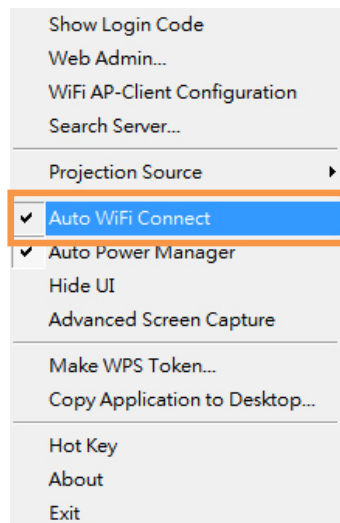 Show Login Code
Web Admin...
WiFi AP-Client Configuration
Search Server...
Projection Source
Auto WiFi Connect
Auto Power Manager
Hide UI
Advanced Screen Capture
Make WPS Token...
Copy Application to Desktop...
Hot Key
About
Exit